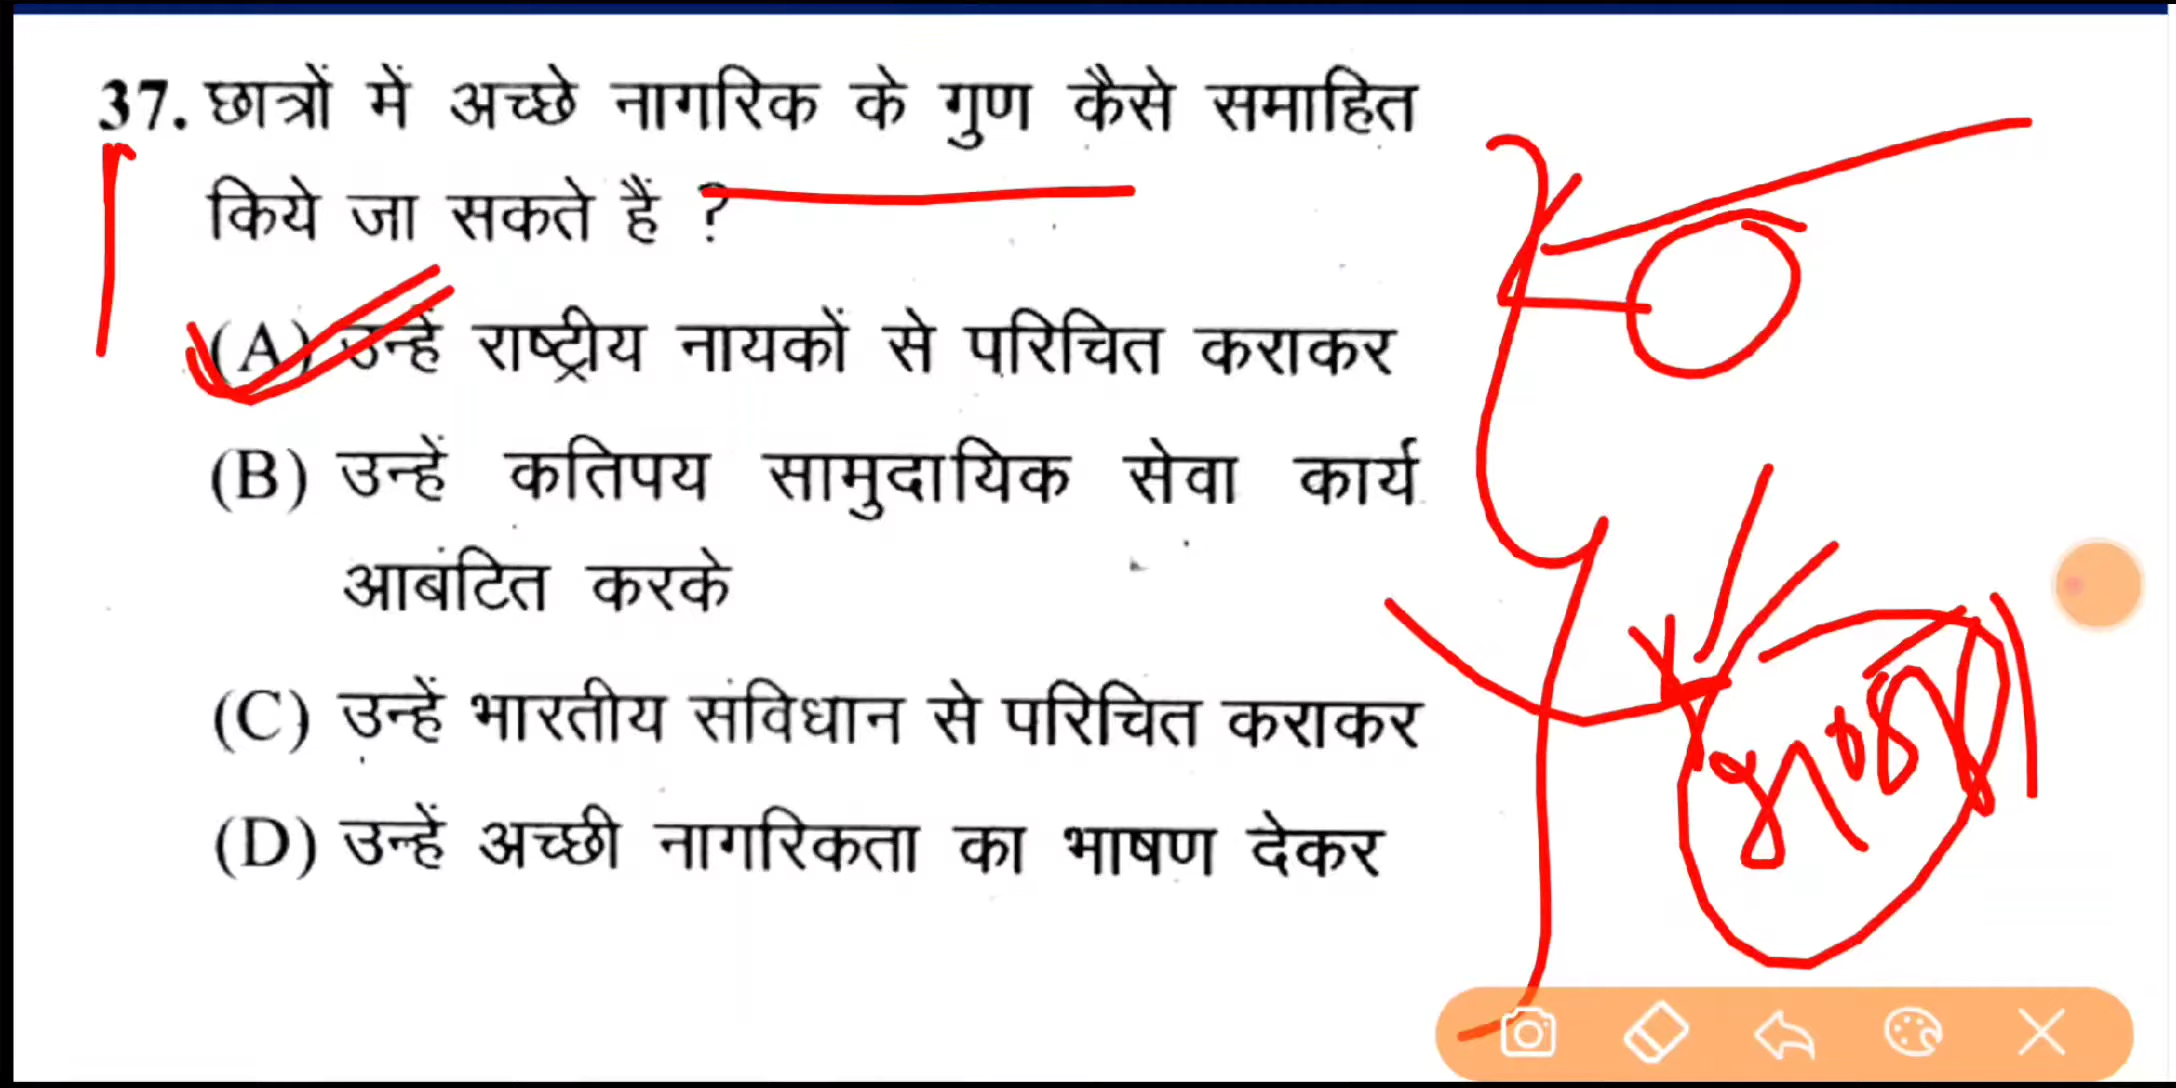 37. छात्रों में अच्छे नागरिक के गुण कैसे समाहित
किये जा सकते हैं ?
(A) उन्हें राष्ट्रीय नायकों से परिचित कराकर
(B) उन्हें कतिपय सामुदायिक सेवा कार्य
आबंटित करके
(C) उन्हें भारतीय संविधान से परिचित कराकर
(D) उन्हें अच्छी नागरिकता का भाषण देकर